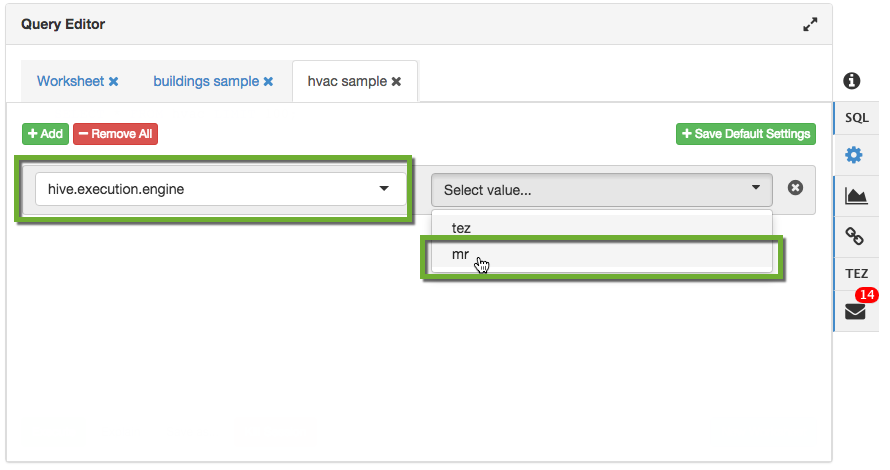 Query Editor
Worksheet ✖ buildings sample ✖ hvac sample ✖
SQL
+ Add − Remove All + Save Default Settings
hive.execution.engine Select value...
tez
mr
TEZ
14